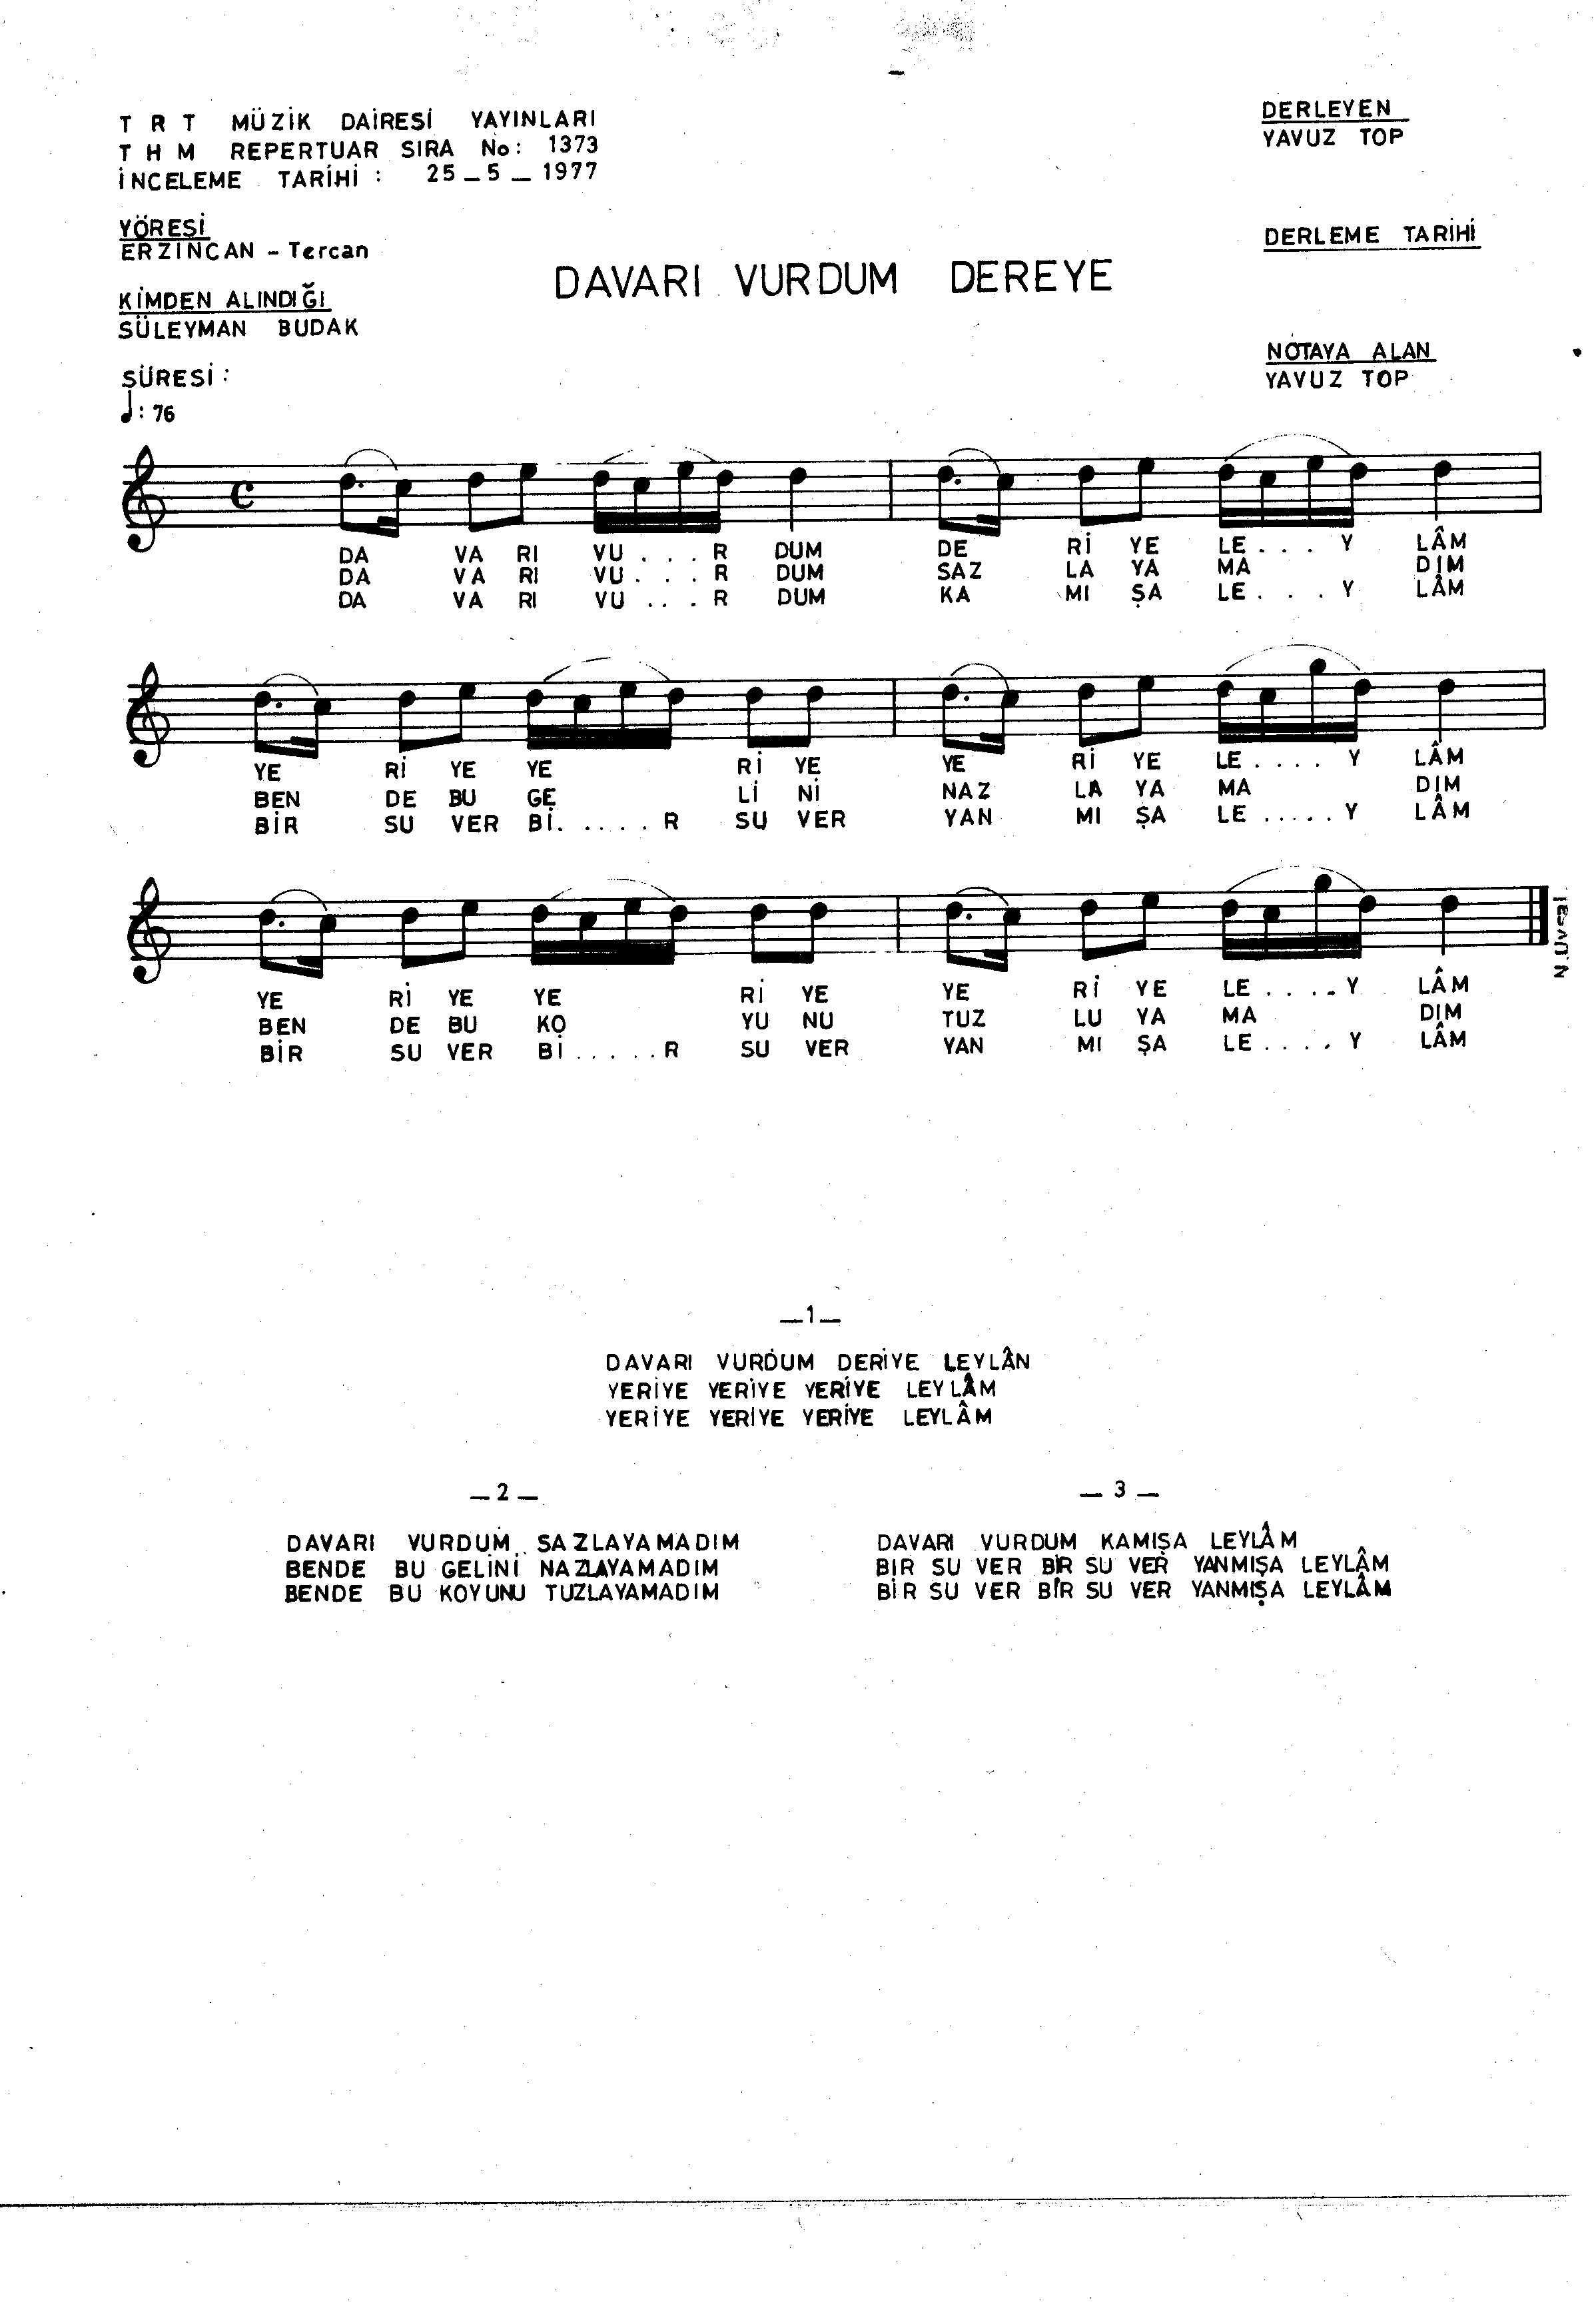 T R T MÜZİK DAİRESİ YAYINLARI
T H M REPERTUAR SIRA No: 1373
İNCELEME TARİHİ : 25_5_1977
DERLEYEN
YAVUZ TOP
YÖRESİ
ERZİNCAN - Tercan
DERLEME TARİHİ
DAVARI VURDUM DEREYE
KİMDEN ALINDIĞI
SÜLEYMAN BUDAK
NOTAYA ALAN
YAVUZ TOP
SÜRESİ :
♩: 76
DA VA RI VU . . . R DUM DE Rİ YE LE . . . Y LÂM
DA VA RI VU . . . R DUM SAZ LA YA MA DIM
DA VA RI VU . . . R DUM KA MI ŞA LE . . . Y LÂM
YE Rİ YE YE Rİ YE YE Rİ YE LE . . . . Y LÂM
BEN DE BU GE Lİ Nİ NAZ LA YA MA DIM
BİR SU VER Bİ . . . . . R SU VER YAN MI ŞA LE . . . . . Y LÂM
YE Rİ YE YE Rİ YE YE Rİ YE LE . . . . Y LÂM
BEN DE BU KO YU NU TUZ LU YA MA DIM
BİR SU VER Bİ . . . . . R SU VER YAN MI ŞA LE . . . . Y LÂM
_1_
DAVARI VURDUM DERİYE LEYLÂN
YERİYE YERİYE YERİYE LEYLÂM
YERİYE YERİYE YERİYE LEYLÂM
_ 2 _
DAVARI VURDUM SAZLAYAMADIM
BENDE BU GELİNİ NAZLAYAMADIM
BENDE BU KOYUNU TUZLAYAMADIM
_ 3 _
DAVARI VURDUM KAMIŞA LEYLÂM
BİR SU VER BİR SU VER YANMIŞA LEYLÂM
BİR SU VER BİR SU VER YANMIŞA LEYLÂM